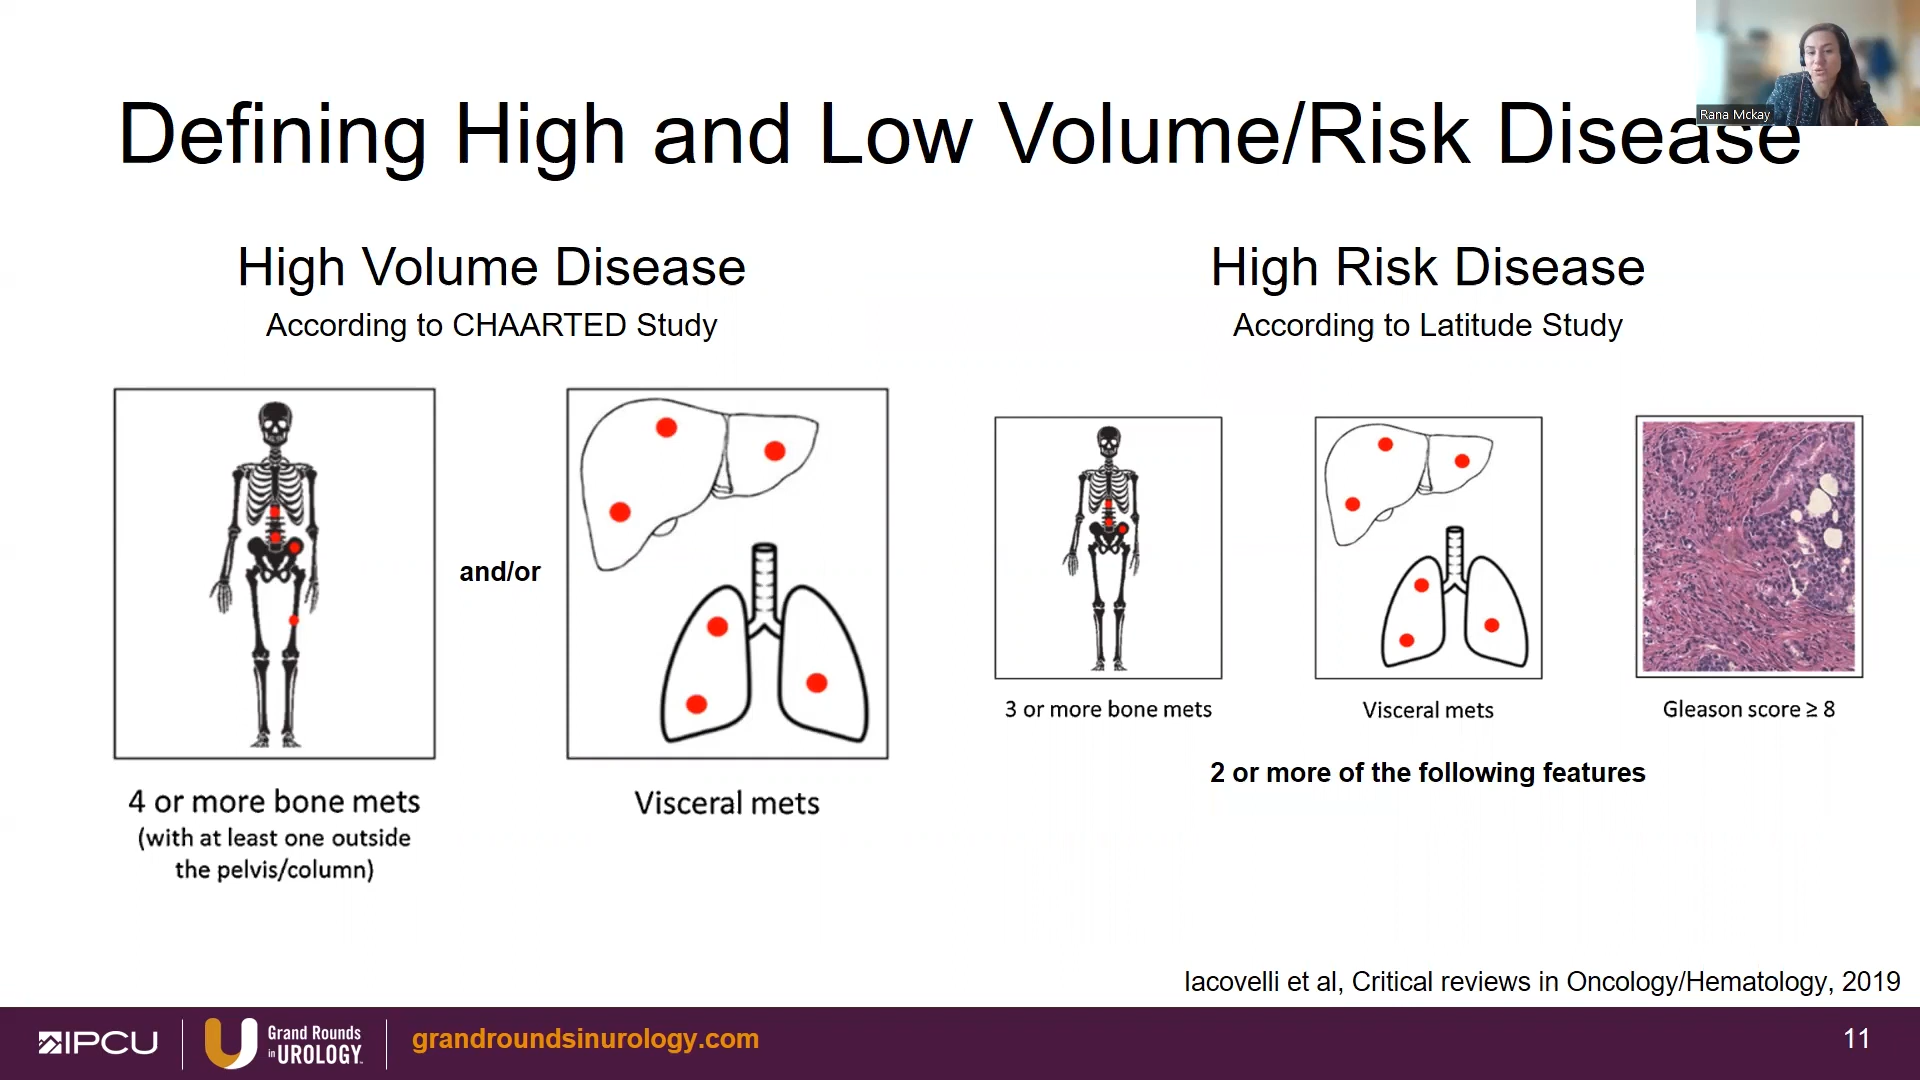 Rana Mckay
Defining High and Low Volume/Risk Disease
High Volume Disease
According to CHAARTED Study
and/or
4 or more bone mets
(with at least one outside
the pelvis/column)
Visceral mets
High Risk Disease
According to Latitude Study
3 or more bone mets
Visceral mets
Gleason score ≥ 8
2 or more of the following features
Iacovelli et al, Critical reviews in Oncology/Hematology, 2019
IPCU
Grand Rounds
in UROLOGY
grandroundsinurology.com
11